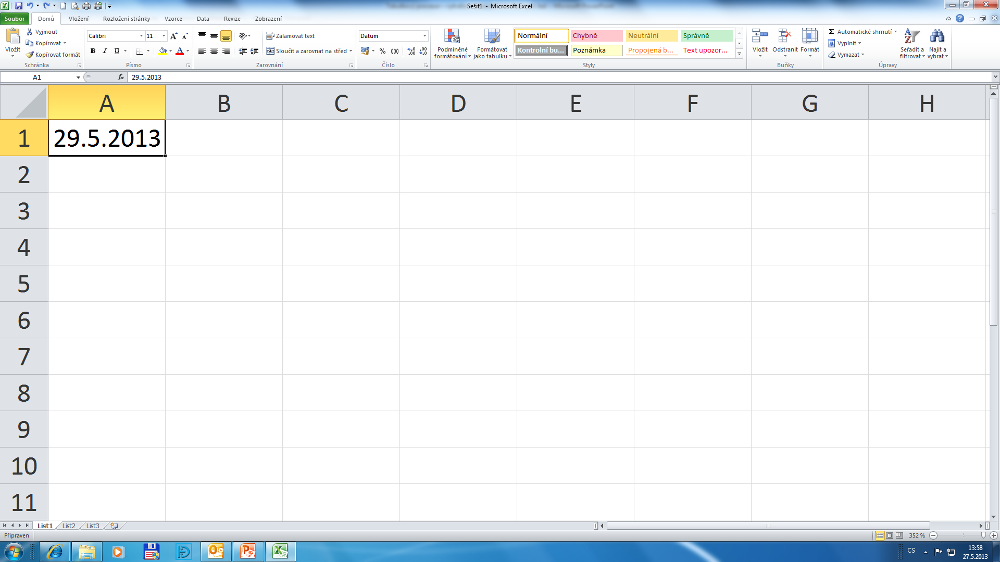 Sešit1 - Microsoft Excel
Soubor Domů Vložení Rozložení stránky Vzorce Data Revize Zobrazení
Vložit
Vyjmout
Kopírovat
Kopírovat formát
Schránka
Calibri 11
B I U
Písmo
Zalamovat text
Sloučit a zarovnat na střed
Zarovnání
Datum
% 000
Číslo
Podmíněné formátování
Formátovat jako tabulku
Normální Chybně Neutrální Správně
Kontrolní bu... Poznámka Propojená b... Text upozor...
Styly
Vložit Odstranit Formát
Buňky
Σ Automatické shrnutí
Vyplnit
Vymazat
Seřadit a filtrovat
Najít a vybrat
Úpravy
A1 fx 29.5.2013
A B C D E F G H
1 29.5.2013
2
3
4
5
6
7
8
9
10
11
List1 List2 List3
Připraven 352 %
CS 13:58
27.5.2013